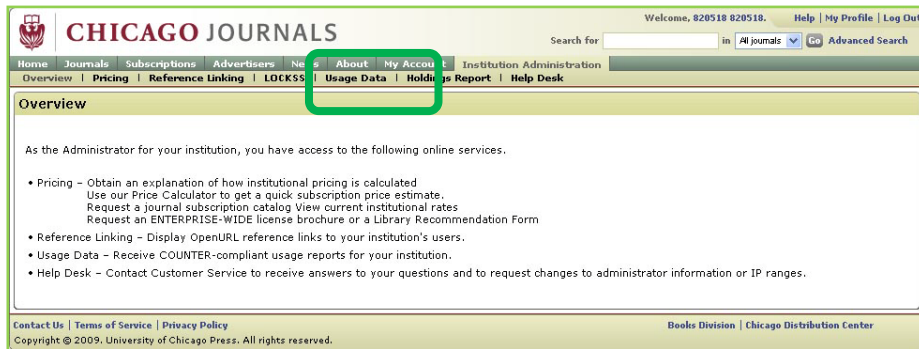 Welcome, 820518 820518. Help | My Profile | Log Out
CHICAGO JOURNALS
Search for in All journals Go Advanced Search
Home Journals Subscriptions Advertisers News About My Account Institution Administration
Overview | Pricing | Reference Linking | LOCKSS | Usage Data | Holdings Report | Help Desk
Overview
As the Administrator for your institution, you have access to the following online services.
• Pricing – Obtain an explanation of how institutional pricing is calculated
Use our Price Calculator to get a quick subscription price estimate.
Request a journal subscription catalog View current institutional rates
Request an ENTERPRISE-WIDE license brochure or a Library Recommendation Form
• Reference Linking – Display OpenURL reference links to your institution's users.
• Usage Data – Receive COUNTER-compliant usage reports for your institution.
• Help Desk – Contact Customer Service to receive answers to your questions and to request changes to administrator information or IP ranges.
Contact Us | Terms of Service | Privacy Policy Books Division | Chicago Distribution Center
Copyright © 2009. University of Chicago Press. All rights reserved.